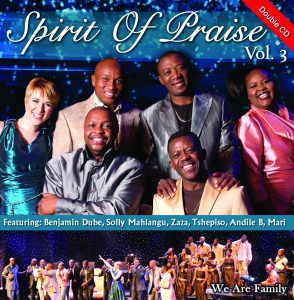 Spirit Of Praise
Double CD
Vol. 3
Featuring: Benjamin Dube, Solly Mahlangu, Zaza, Tshepiso, Andile B, Mari
We Are Family